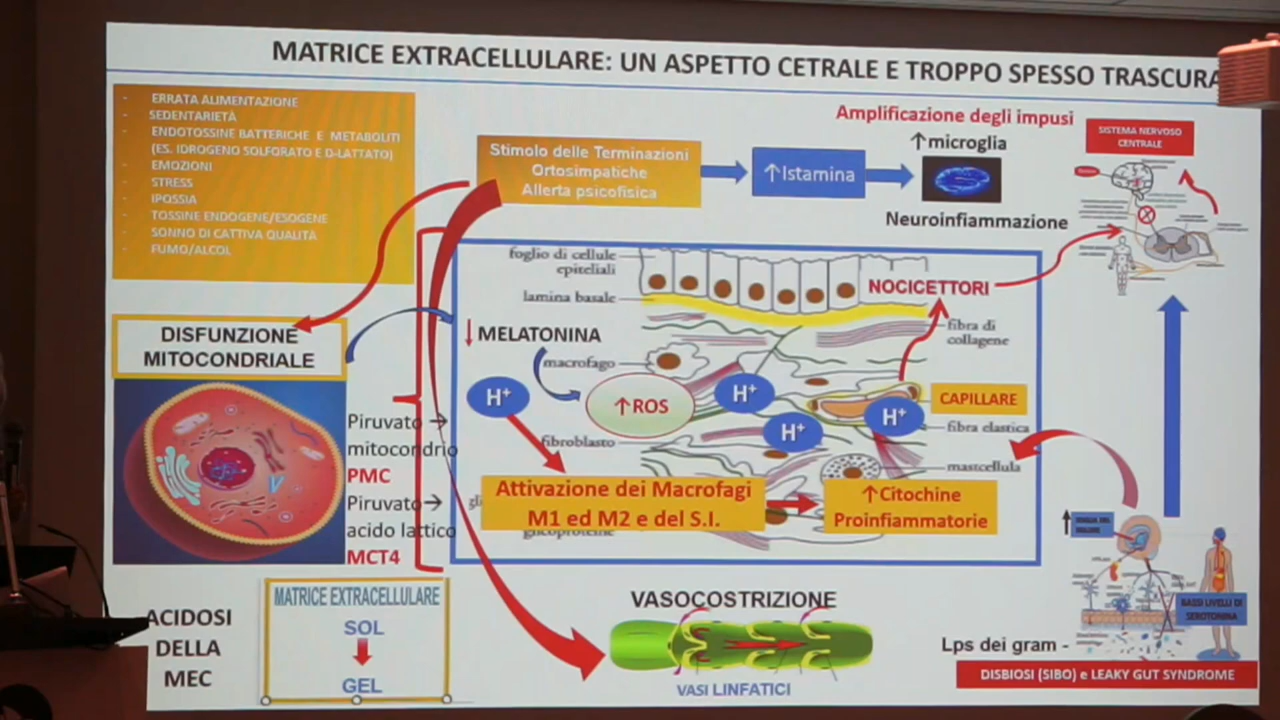 MATRICE EXTRACELLULARE: UN ASPETTO CETRALE E TROPPO SPESSO TRASCURA
- ERRATA ALIMENTAZIONE
- SEDENTARIETÀ
- ENDOTOSSINE BATTERICHE E METABOLITI
(ES. IDROGENO SOLFORATO E D-LATTATO)
- EMOZIONI
- STRESS
- IPOSSIA
- TOSSINE ENDOGENE/ESOGENE
- SONNO DI CATTIVA QUALITA
- FUMO/ALCOL
Stimolo delle Terminazioni
Ortosimpatiche
Allerta psicofisica
↑Istamina
Amplificazione degli impusi
↑microglia
Neuroinfiammazione
SISTEMA NERVOSO
CENTRALE
DISFUNZIONE
MITOCONDRIALE
Piruvato →
mitocondrio
PMC
Piruvato→
acido lattico
MCT4
foglio di cellule
epiteliali
lamina basale
NOCICETTORI
↓MELATONINA
fibra di
collagene
macrofago
H+
↑ROS
H+
H+
H+
CAPILLARE
fibra elastica
fibroblasto
mastcellula
Attivazione dei Macrofagi
M1 ed M2 e del S.I.
↑Citochine
Proinfiammatorie
glicoproteine
ACIDOSI
DELLA
MEC
MATRICE EXTRACELLULARE
SOL
GEL
VASOCOSTRIZIONE
VASI LINFATICI
BASSI LIVELLI DI
SEROTONINA
Lps dei gram -
DISBIOSI (SIBO) e LEAKY GUT SYNDROME